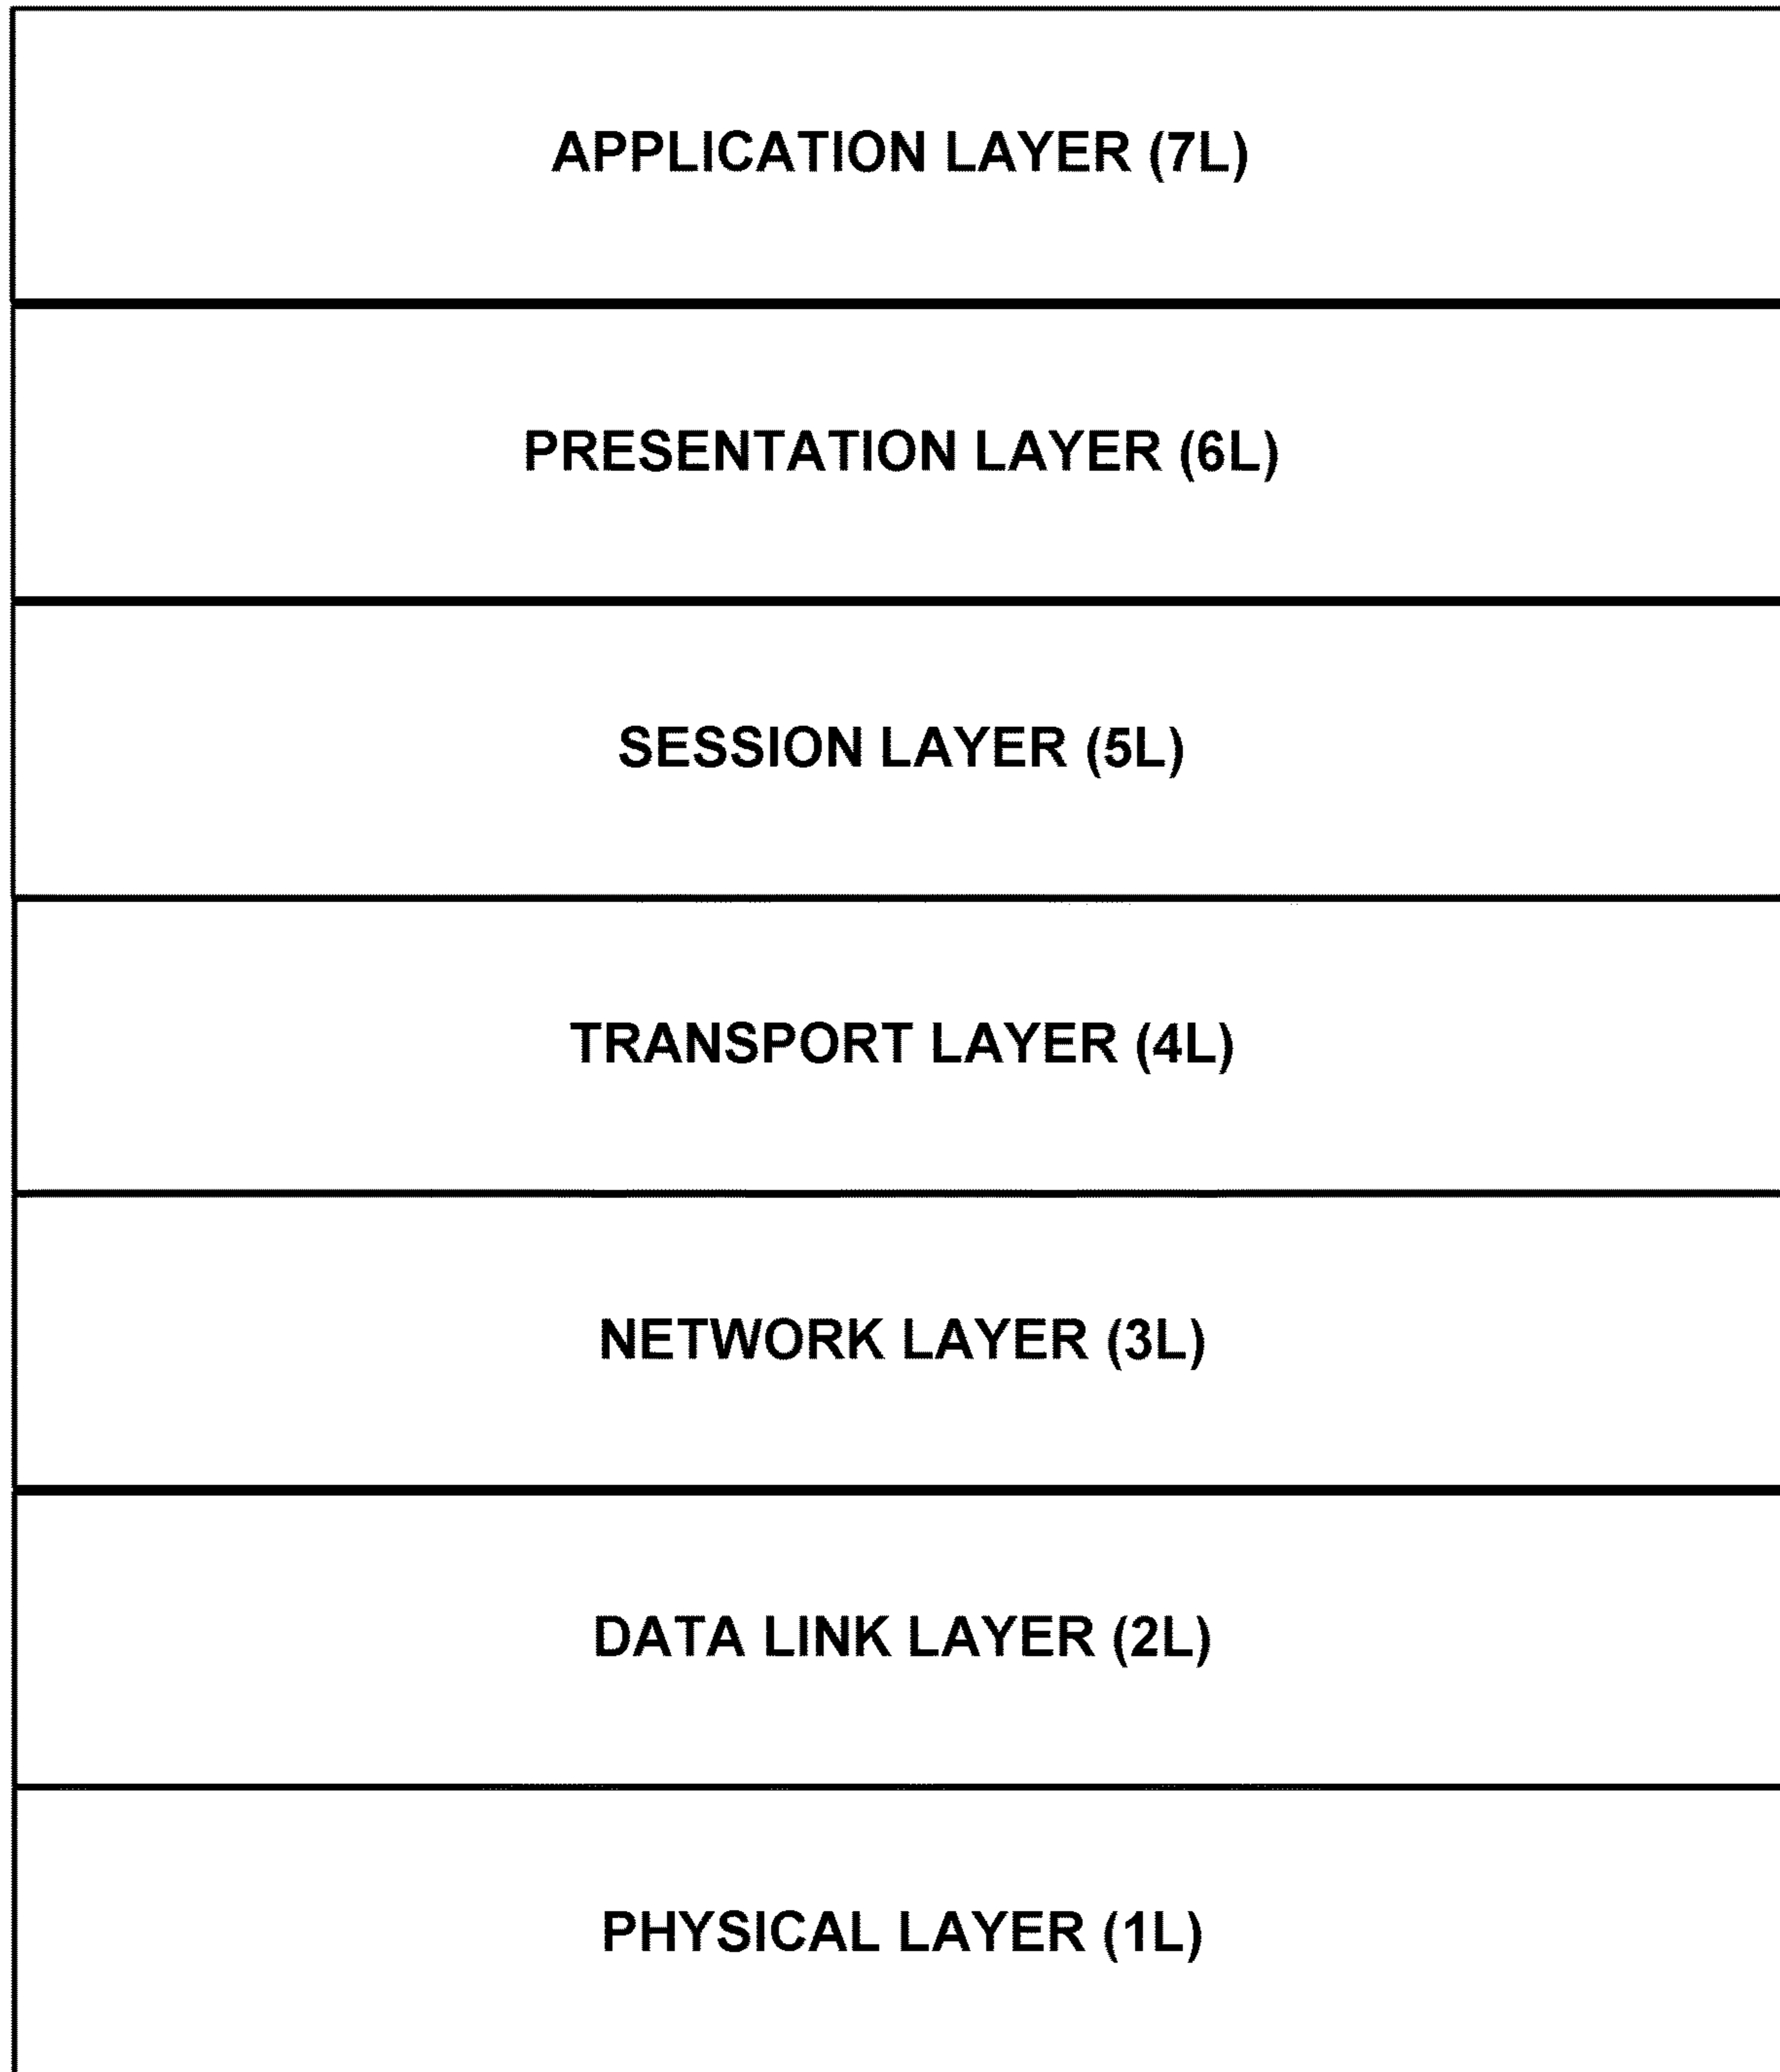 APPLICATION LAYER (7L)
PRESENTATION LAYER (6L)
SESSION LAYER (5L)
TRANSPORT LAYER (4L)
NETWORK LAYER (3L)
DATA LINK LAYER (2L)
PHYSICAL LAYER (1L)